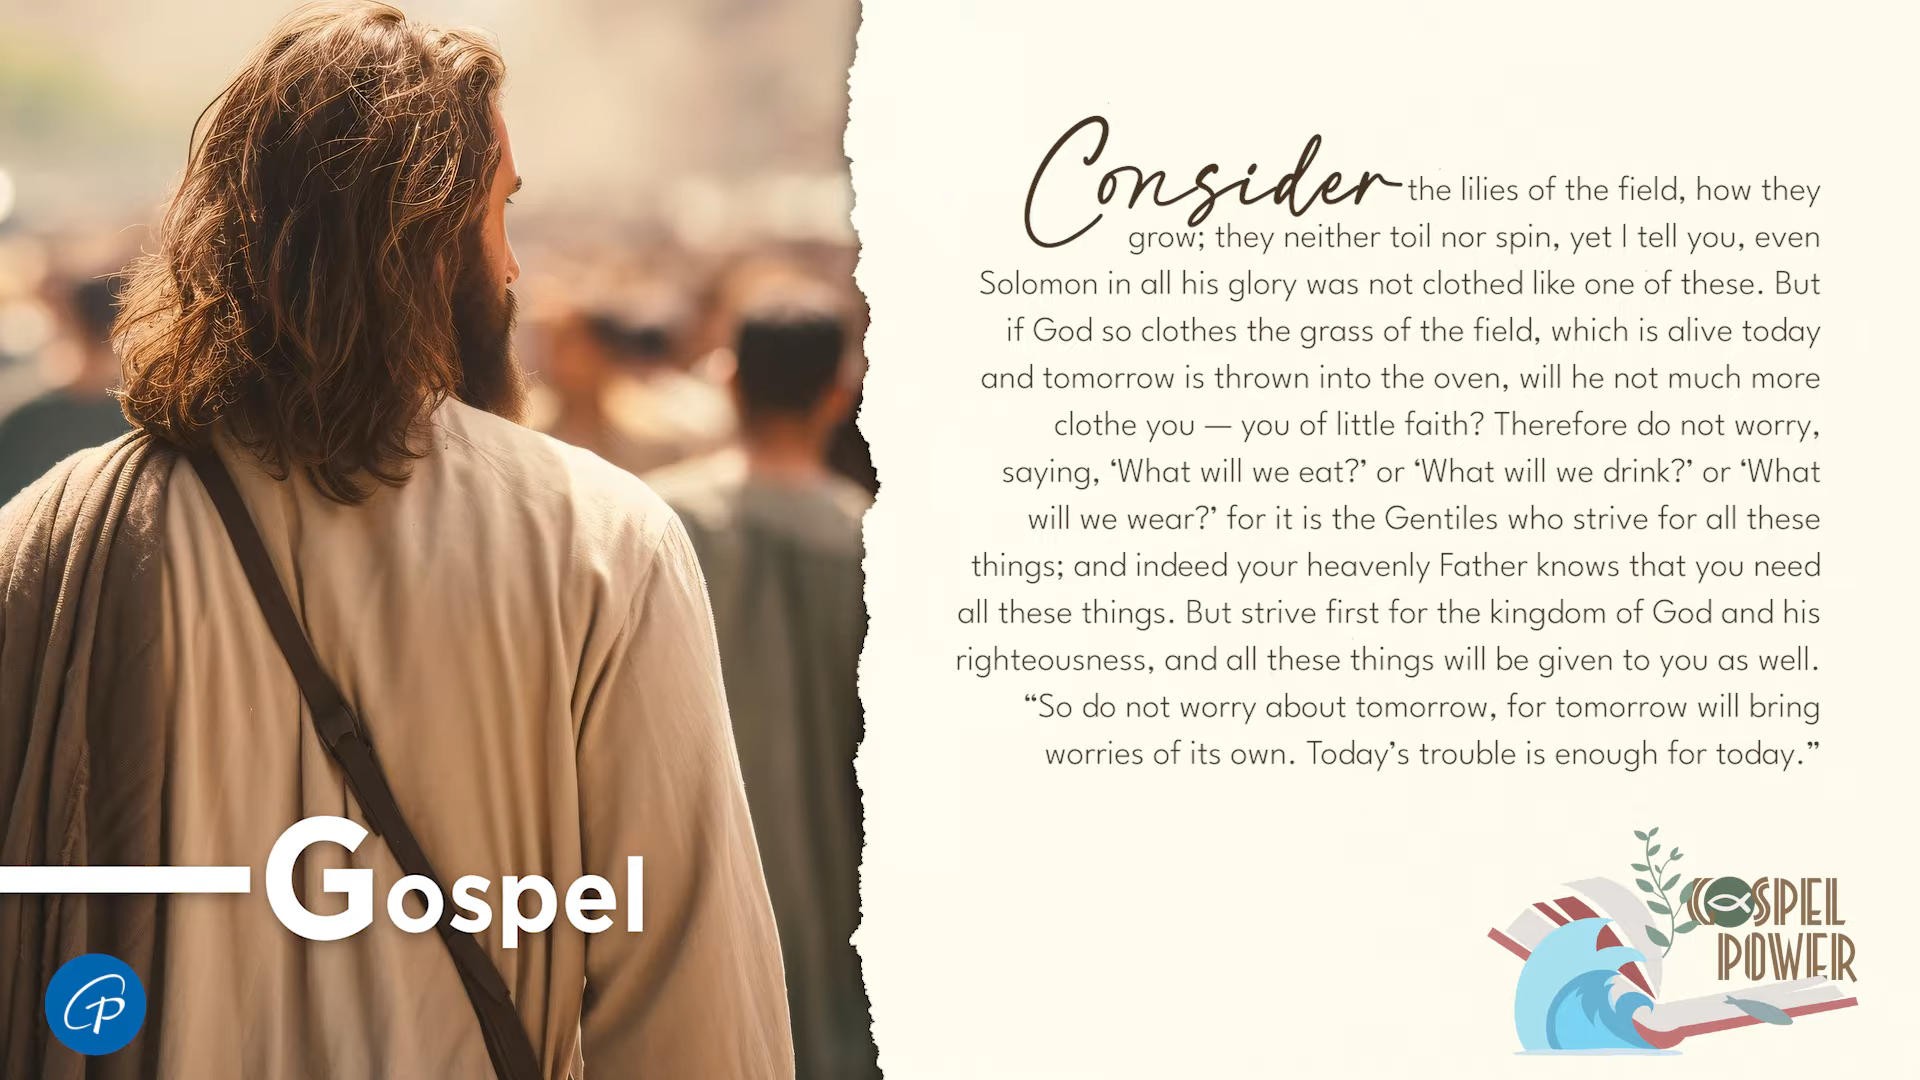 Consider the lilies of the field, how they
grow; they neither toil nor spin, yet I tell you, even
Solomon in all his glory was not clothed like one of these. But
if God so clothes the grass of the field, which is alive today
and tomorrow is thrown into the oven, will he not much more
clothe you — you of little faith? Therefore do not worry,
saying, ‘What will we eat?’ or ‘What will we drink?’ or ‘What
will we wear?’ for it is the Gentiles who strive for all these
things; and indeed your heavenly Father knows that you need
all these things. But strive first for the kingdom of God and his
righteousness, and all these things will be given to you as well.
“So do not worry about tomorrow, for tomorrow will bring
worries of its own. Today’s trouble is enough for today.”
Gospel
GP
GOSPEL
POWER